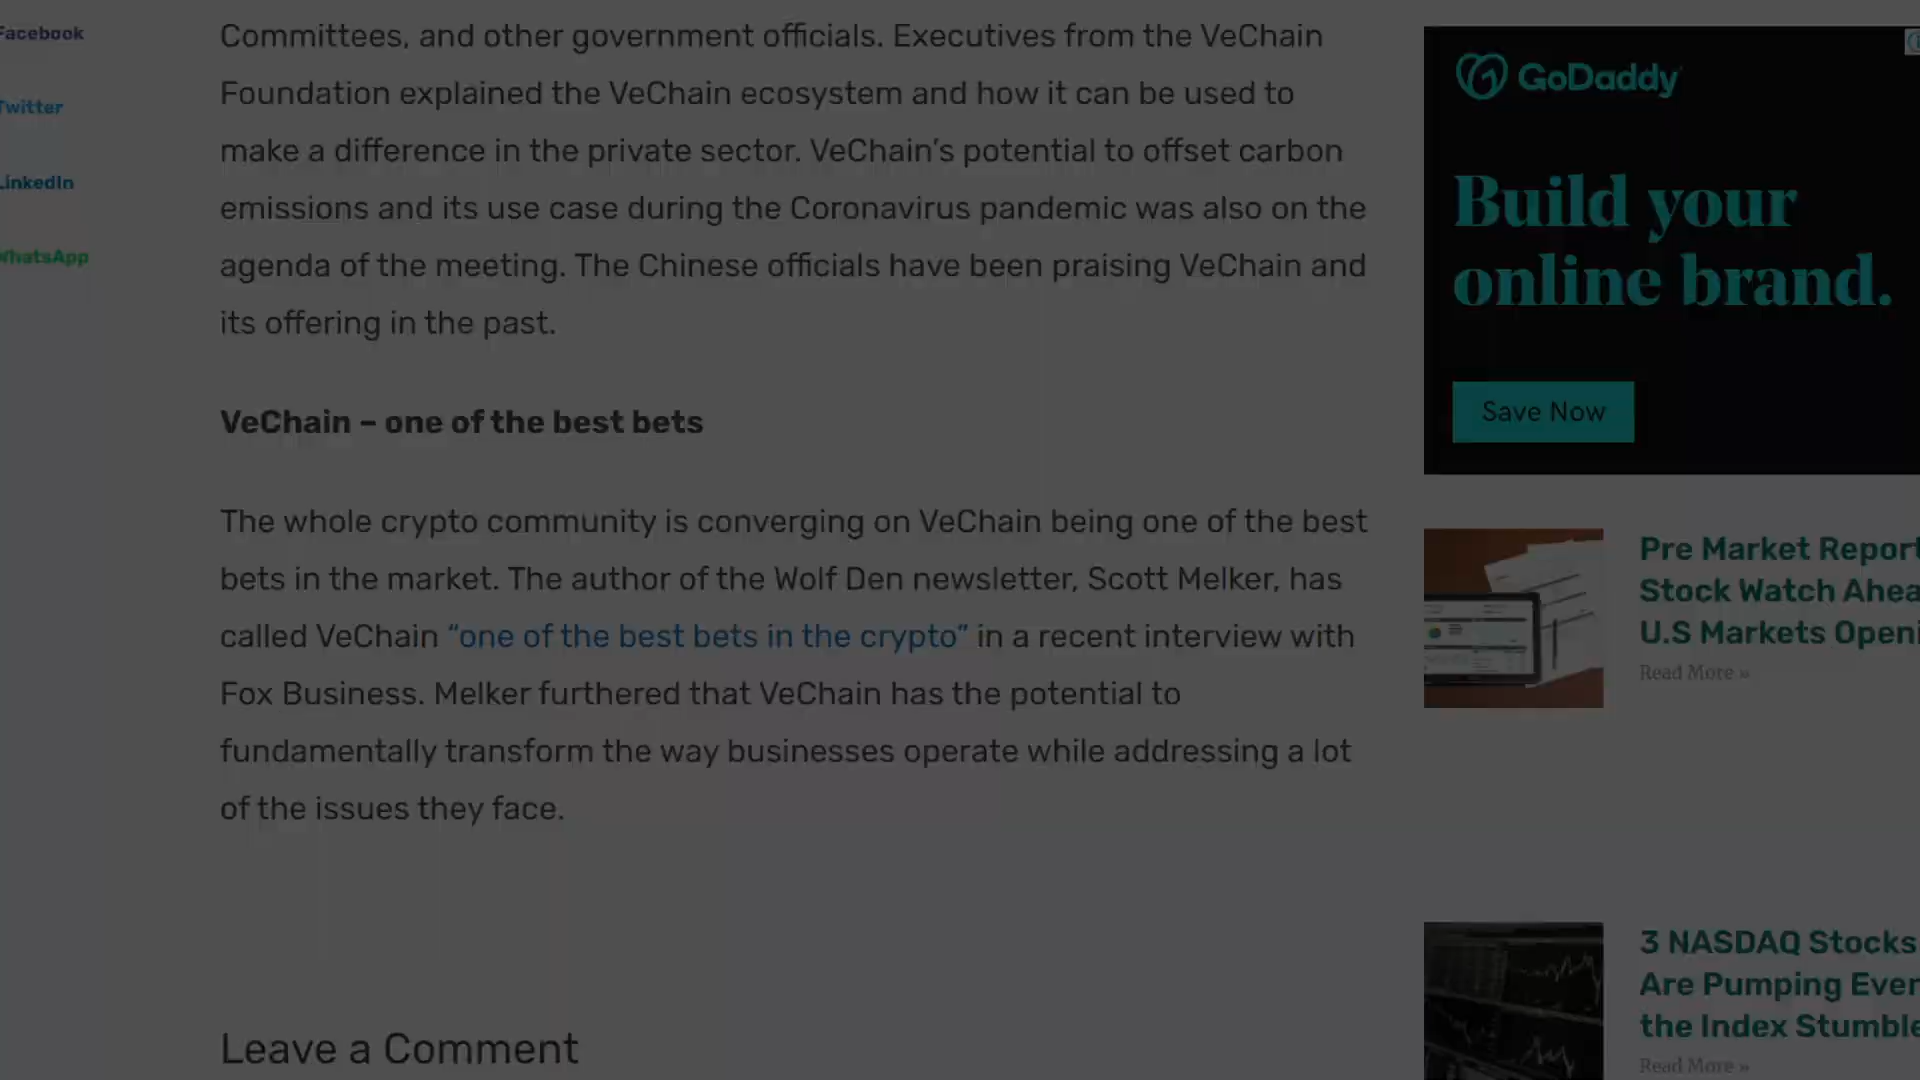 Facebook
Twitter
LinkedIn
WhatsApp
Committees, and other government officials. Executives from the VeChain
Foundation explained the VeChain ecosystem and how it can be used to
make a difference in the private sector. VeChain’s potential to offset carbon
emissions and its use case during the Coronavirus pandemic was also on the
agenda of the meeting. The Chinese officials have been praising VeChain and
its offering in the past.
VeChain – one of the best bets
The whole crypto community is converging on VeChain being one of the best
bets in the market. The author of the Wolf Den newsletter, Scott Melker, has
called VeChain “one of the best bets in the crypto” in a recent interview with
Fox Business. Melker furthered that VeChain has the potential to
fundamentally transform the way businesses operate while addressing a lot
of the issues they face.
Leave a Comment
GoDaddy
Build your
online brand.
Save Now
Pre Market Report
Stock Watch Ahea
U.S Markets Openi
Read More »
3 NASDAQ Stocks
Are Pumping Ever
the Index Stumble
Read More »